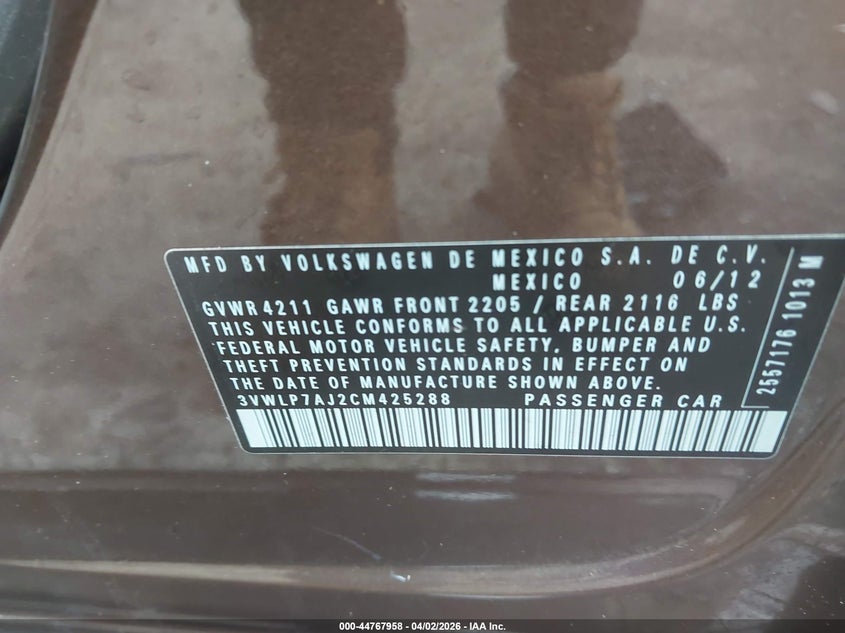 MFD BY VOLKSWAGEN DE MEXICO S.A. DE C.V.
MEXICO 06/12
GVWR 4211 GAWR FRONT 2205 / REAR 2116 LBS
THIS VEHICLE CONFORMS TO ALL APPLICABLE U.S.
FEDERAL MOTOR VEHICLE SAFETY, BUMPER AND
THEFT PREVENTION STANDARDS IN EFFECT ON
THE DATE OF MANUFACTURE SHOWN ABOVE.
3VWLP7AJ2CM425288 PASSENGER CAR
2557176 1013 M
000-44767958 - 04/02/2026 - IAA Inc.